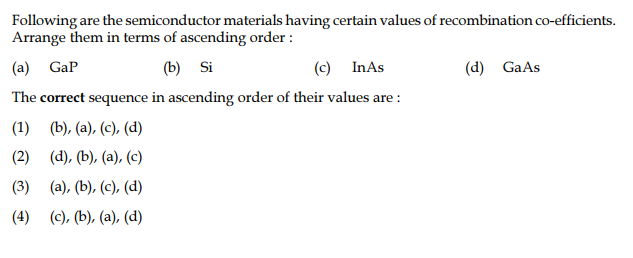 Following are the semiconductor materials having certain values of recombination co-efficients.
Arrange them in terms of ascending order :
(a) GaP (b) Si (c) InAs (d) GaAs
The correct sequence in ascending order of their values are :
(1) (b), (a), (c), (d)
(2) (d), (b), (a), (c)
(3) (a), (b), (c), (d)
(4) (c), (b), (a), (d)